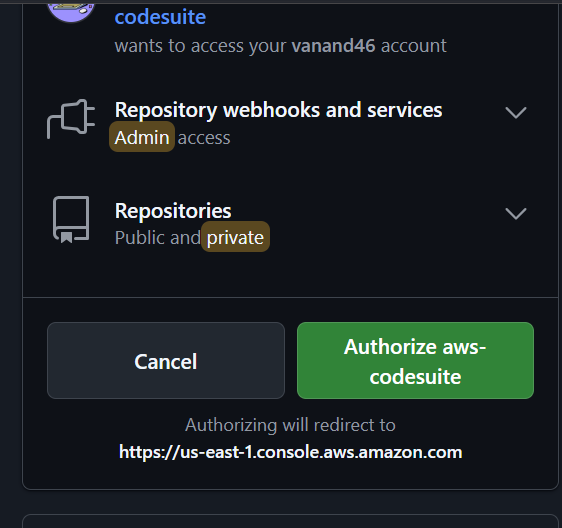 codesuite
wants to access your vanand46 account
Repository webhooks and services
Admin access
Repositories
Public and private
Cancel
Authorize aws-
codesuite
Authorizing will redirect to
https://us-east-1.console.aws.amazon.com